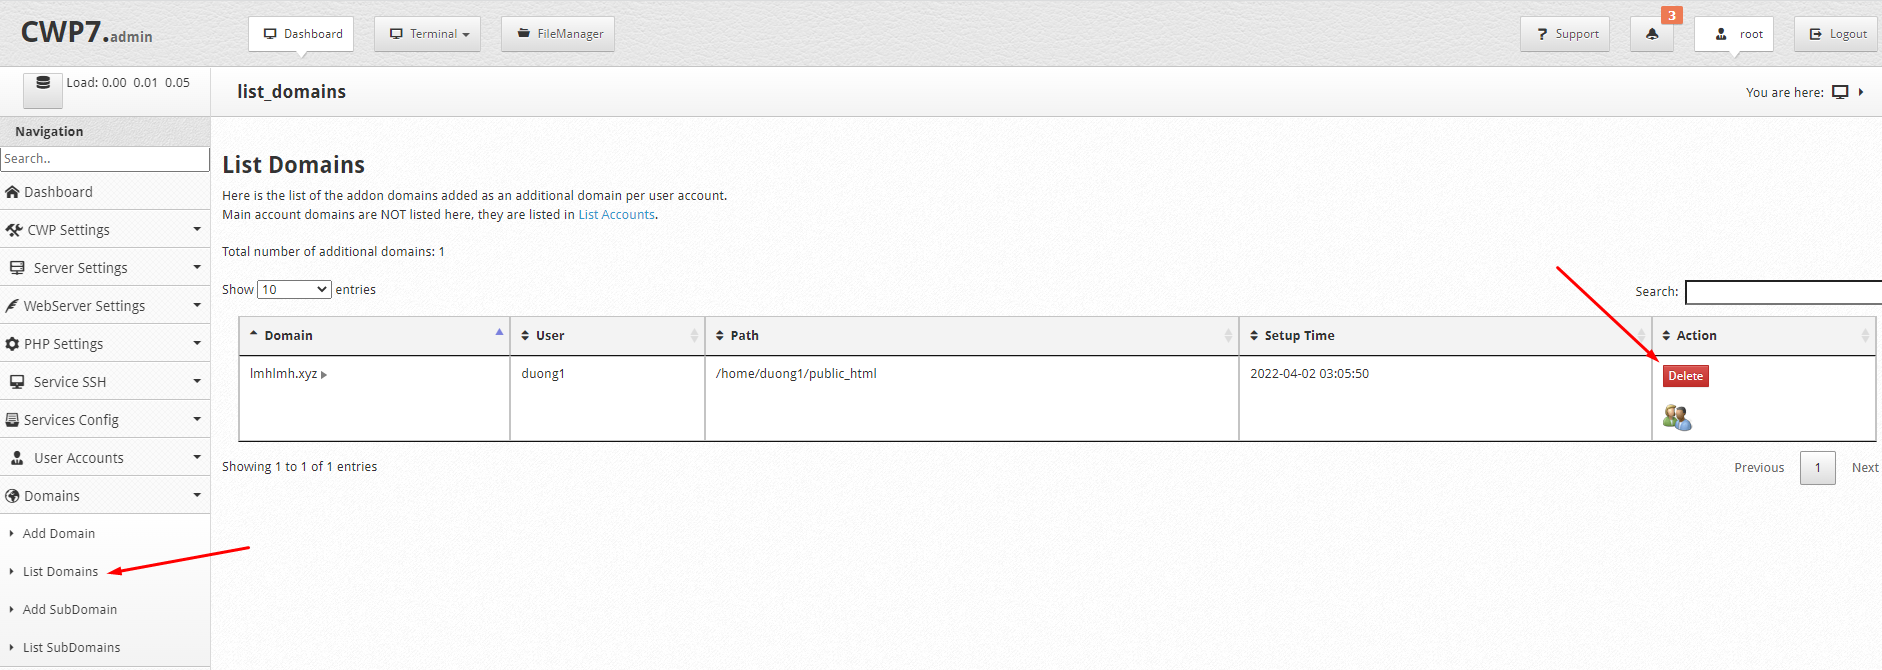 CWP7.admin
Dashboard
Terminal
FileManager
? Support
3
root
Logout
Load: 0.00 0.01 0.05
list_domains
You are here:
Navigation
Search..
Dashboard
CWP Settings
Server Settings
WebServer Settings
PHP Settings
Service SSH
Services Config
User Accounts
Domains
Add Domain
List Domains
Add SubDomain
List SubDomains
List Domains
Here is the list of the addon domains added as an additional domain per user account.
Main account domains are NOT listed here, they are listed in List Accounts.
Total number of additional domains: 1
Show 10 entries
Search:
Domain User Path Setup Time Action
lmhlmh.xyz duong1 /home/duong1/public_html 2022-04-02 03:05:50 Delete
Showing 1 to 1 of 1 entries
Previous 1 Next